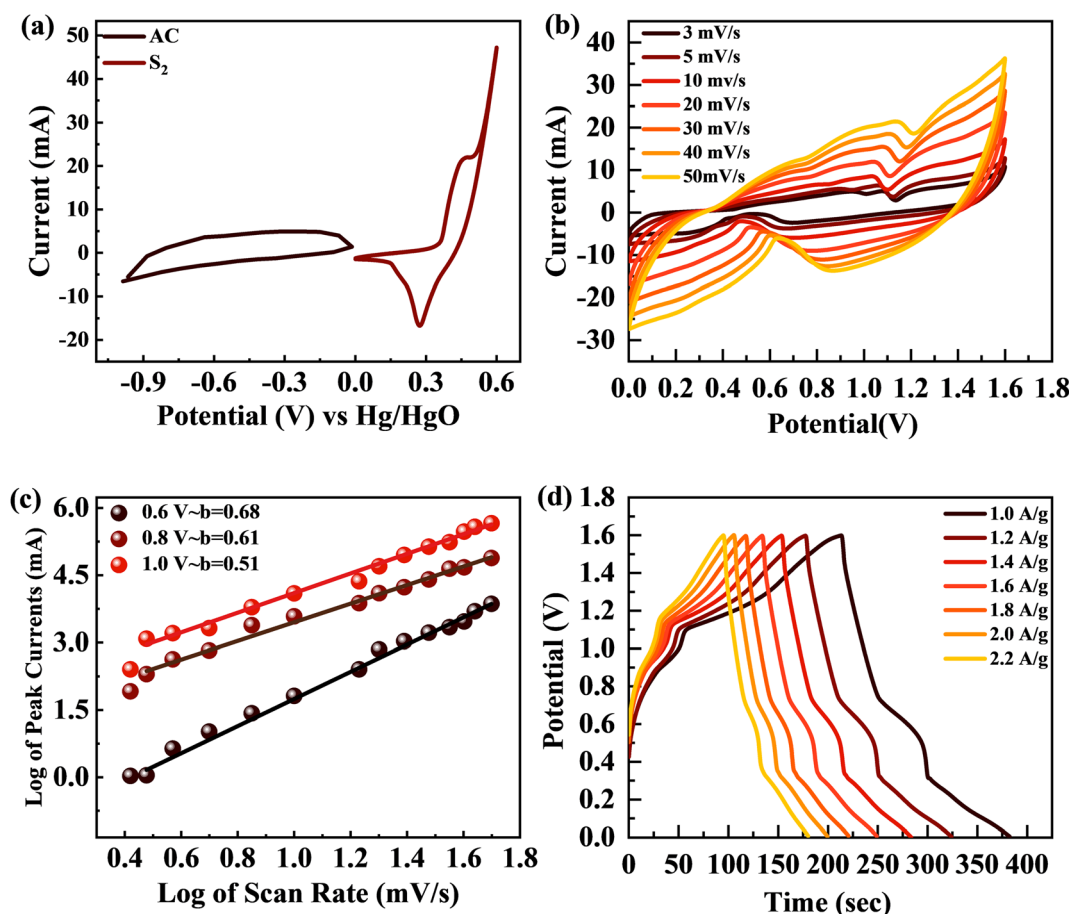 (a)
AC
S2
50
40
30
20
10
0
-10
-20
Current (mA)
-0.9 -0.6 -0.3 0.0 0.3 0.6
Potential (V) vs Hg/HgO
(b)
3 mV/s
5 mV/s
10 mv/s
20 mV/s
30 mV/s
40 mV/s
50mV/s
40
30
20
10
0
-10
-20
-30
Current (mA)
0.0 0.2 0.4 0.6 0.8 1.0 1.2 1.4 1.6 1.8
Potential(V)
(c)
0.6 V~b=0.68
0.8 V~b=0.61
1.0 V~b=0.51
6.0
4.5
3.0
1.5
0.0
Log of Peak Currents (mA)
0.4 0.6 0.8 1.0 1.2 1.4 1.6 1.8
Log of Scan Rate (mV/s)
(d)
1.0 A/g
1.2 A/g
1.4 A/g
1.6 A/g
1.8 A/g
2.0 A/g
2.2 A/g
1.8
1.6
1.4
1.2
1.0
0.8
0.6
0.4
0.2
0.0
Potential (V)
0 50 100 150 200 250 300 350 400
Time (sec)